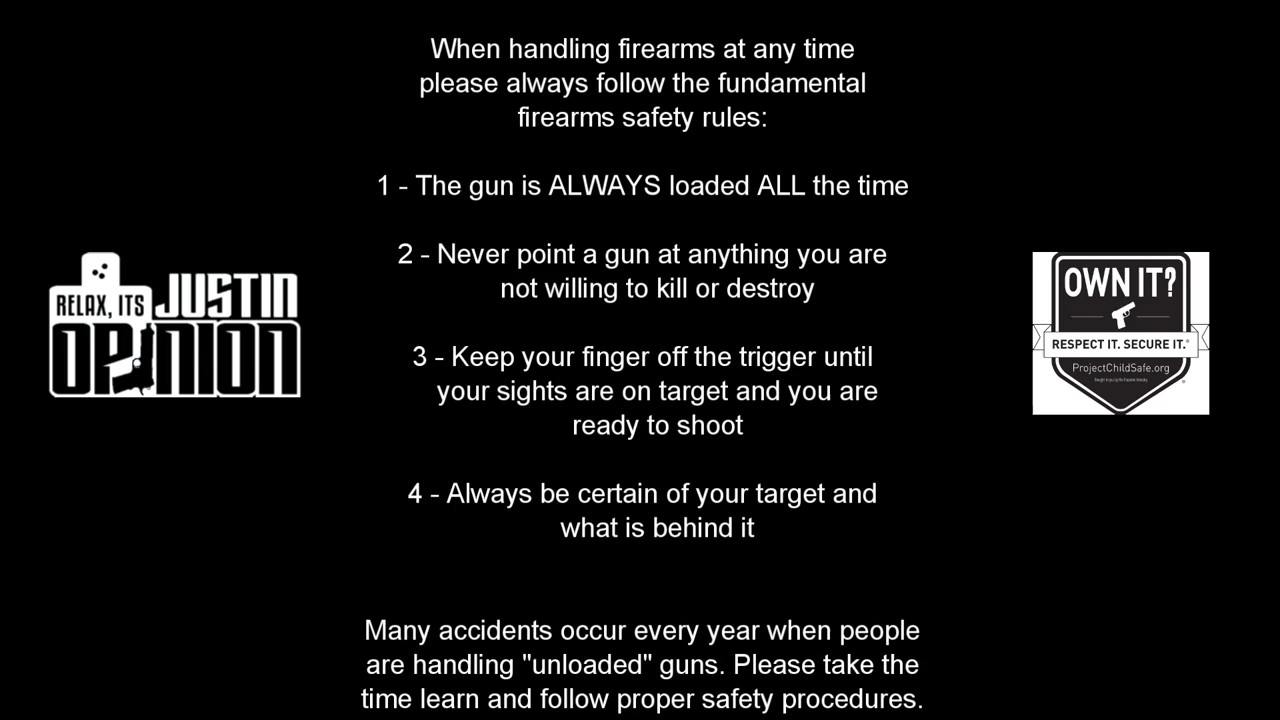 When handling firearms at any time
please always follow the fundamental
firearms safety rules:
1 - The gun is ALWAYS loaded ALL the time
2 - Never point a gun at anything you are
not willing to kill or destroy
3 - Keep your finger off the trigger until
your sights are on target and you are
ready to shoot
4 - Always be certain of your target and
what is behind it
Many accidents occur every year when people
are handling "unloaded" guns. Please take the
time learn and follow proper safety procedures.
RELAX, ITS JUSTIN
OPINION
OWN IT?
RESPECT IT. SECURE IT.®
ProjectChildSafe.org